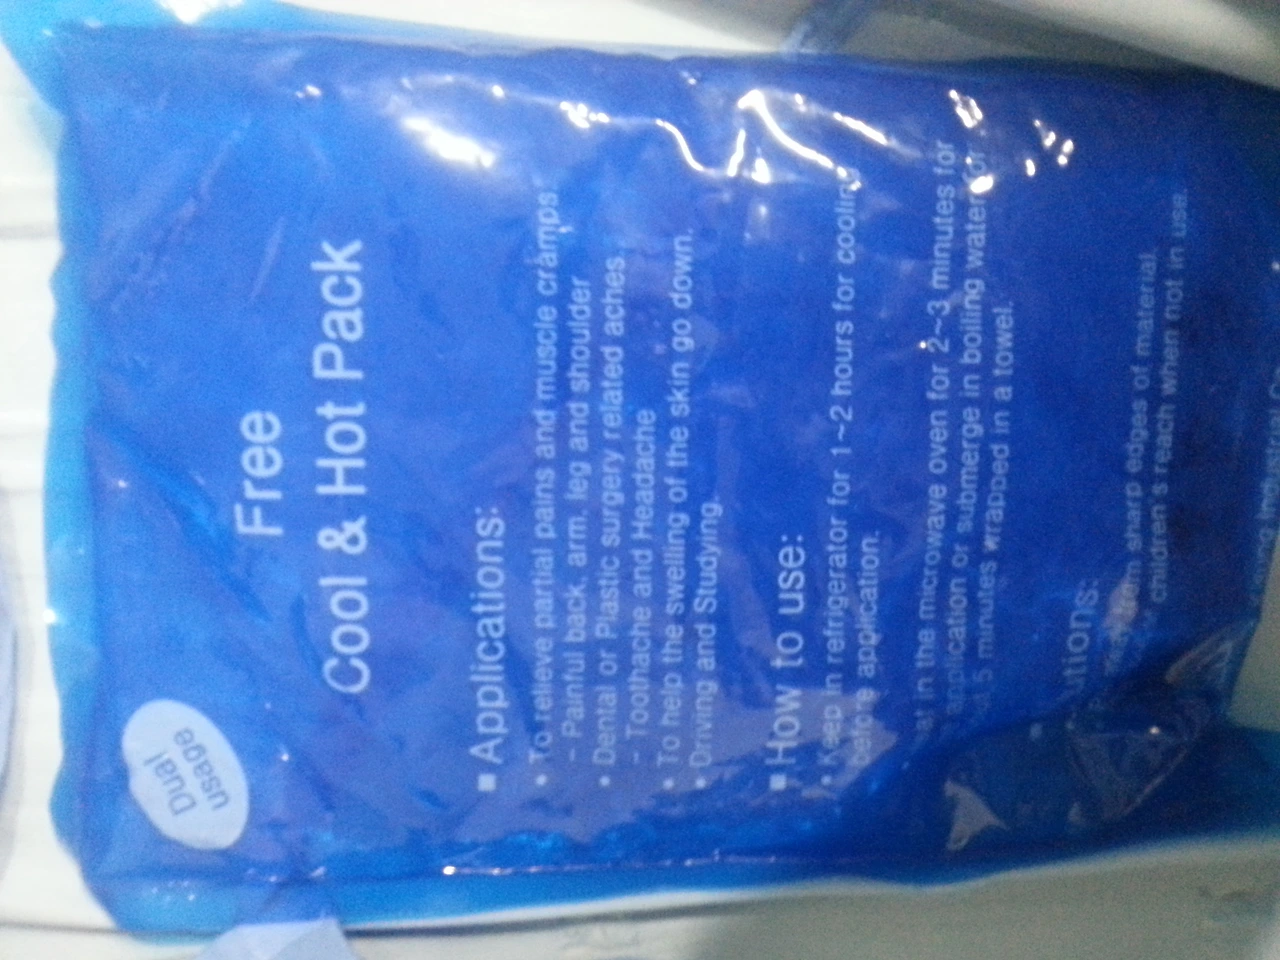 Dual
usage
Free
Cool & Hot Pack
▪ Applications:
• To relieve partial pains and muscle cramps
- Painful back, arm, leg and shoulder
• Dental or Plastic surgery related aches.
- Toothache and Headache
• To help the swelling of the skin go down.
• Driving and Studying.
▪ How to use:
• Keep in refrigerator for 1~2 hours for cooling
before application.
in the microwave oven for 2~3 minutes for
application or submerge in boiling water for
5 minutes wrapped in a towel.
from sharp edges of material.
children's reach when not in use.
Industrial